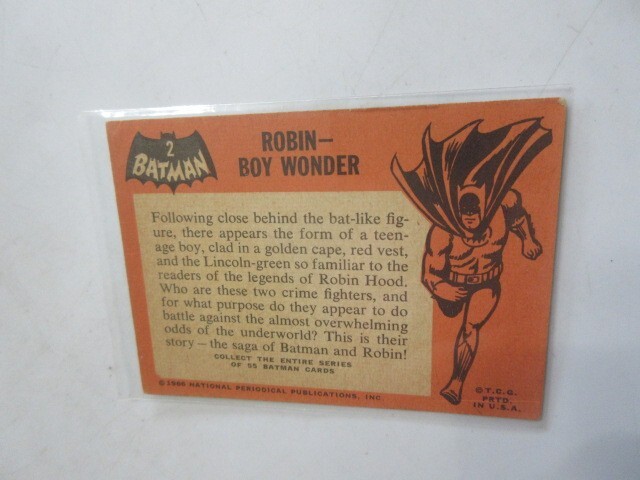 2
BATMAN
ROBIN—
BOY WONDER
Following close behind the bat-like fig-
ure, there appears the form of a teen-
age boy, clad in a golden cape, red vest,
and the Lincoln-green so familiar to the
readers of the legends of Robin Hood.
Who are these two crime fighters, and
for what purpose do they appear to do
battle against the almost overwhelming
odds of the underworld? This is their
story – the saga of Batman and Robin!
COLLECT THE ENTIRE SERIES
OF 55 BATMAN CARDS
© 1966 NATIONAL PERIODICAL PUBLICATIONS, INC.
©.T.C.G.
PRTD.
IN U.S.A.